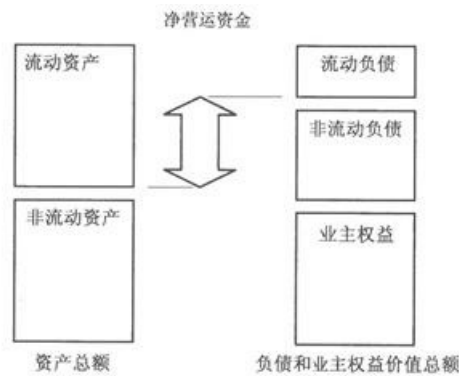 净营运资金
流动资产
流动负债
非流动负债
非流动资产
业主权益
资产总额
负债和业主权益价值总额